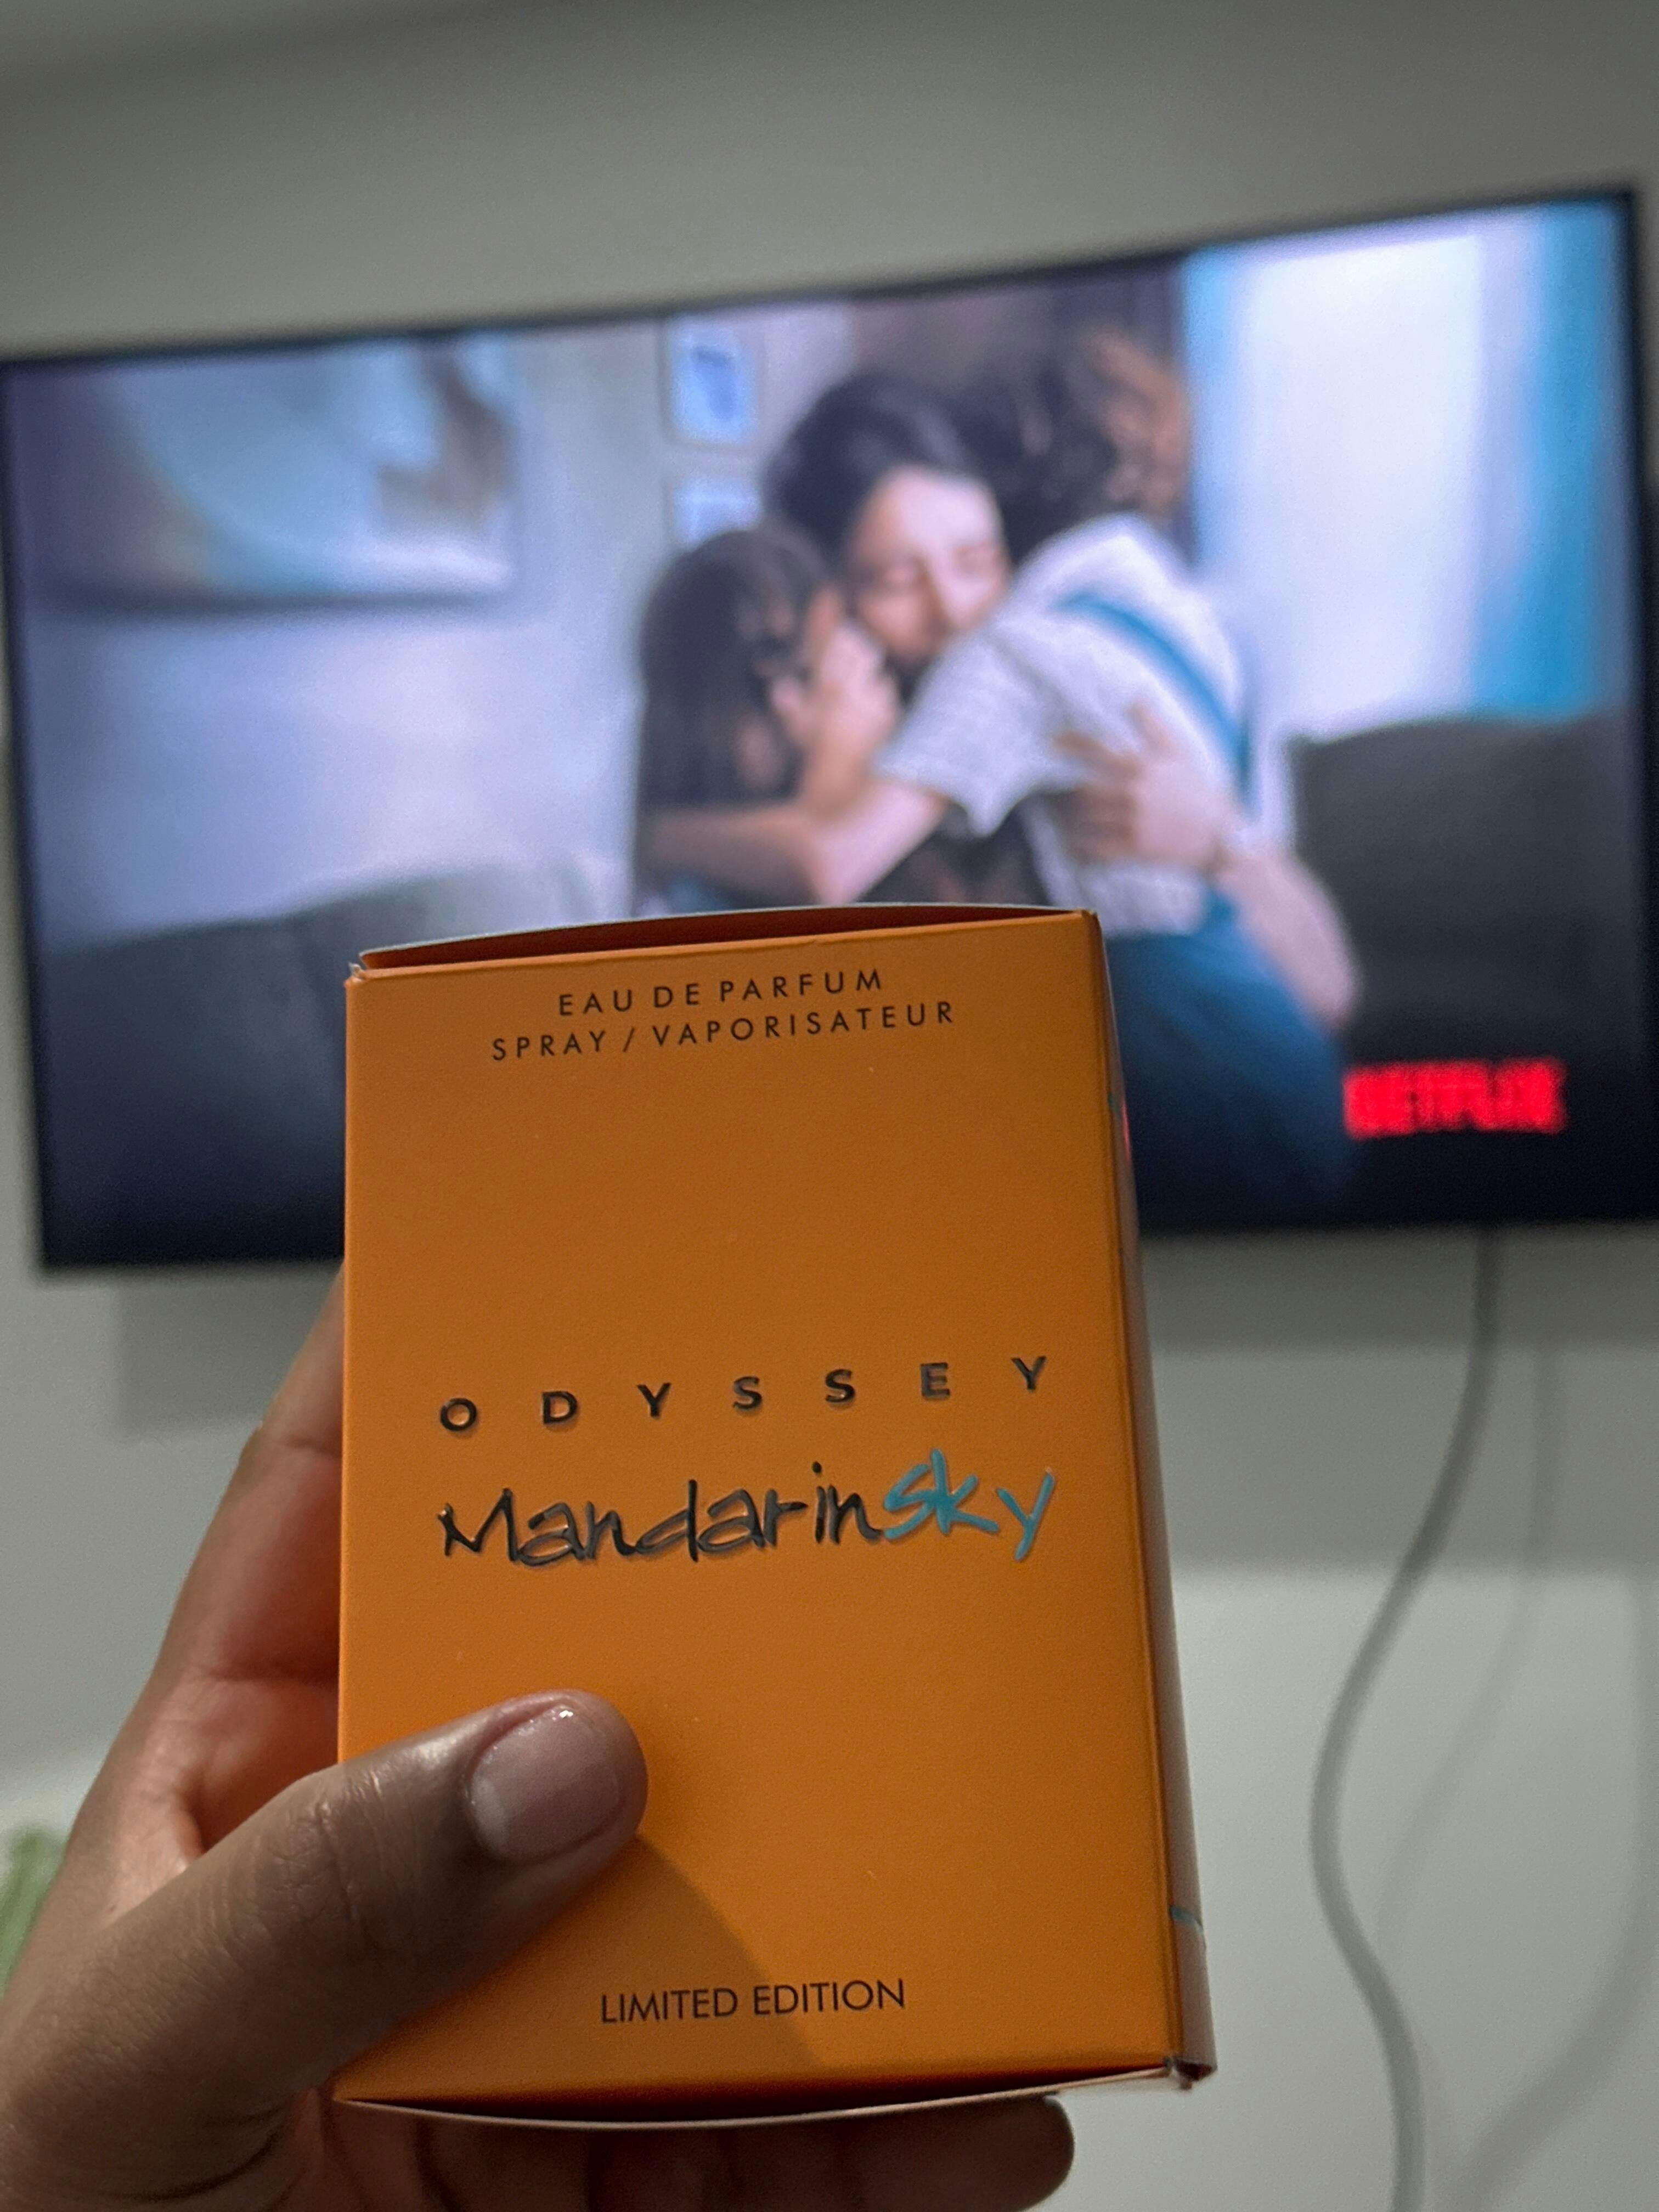 NETFLIX
EAU DE PARFUM
SPRAY / VAPORISATEUR
ODYSSEY
Mandarinsky
LIMITED EDITION